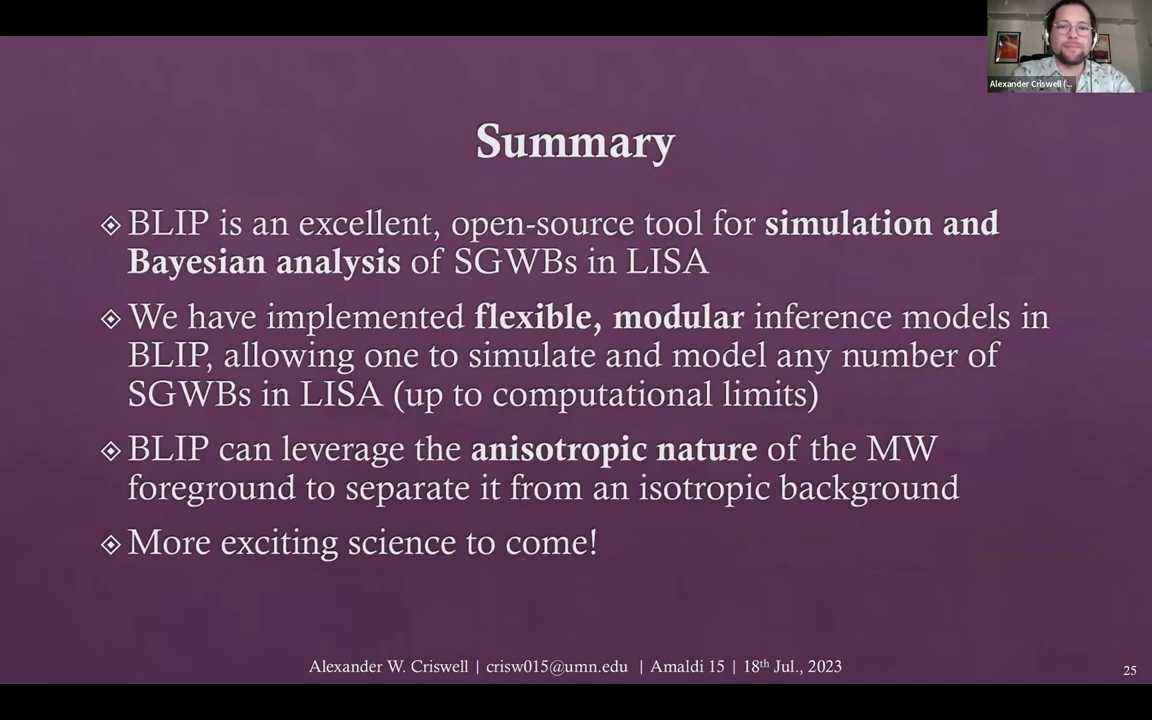 Alexander Criswell (...
Summary
BLIP is an excellent, open-source tool for simulation and
Bayesian analysis of SGWBs in LISA
We have implemented flexible, modular inference models in
BLIP, allowing one to simulate and model any number of
SGWBs in LISA (up to computational limits)
BLIP can leverage the anisotropic nature of the MW
foreground to separate it from an isotropic background
More exciting science to come!
Alexander W. Criswell | crisw015@umn.edu | Amaldi 15 | 18th Jul., 2023
25